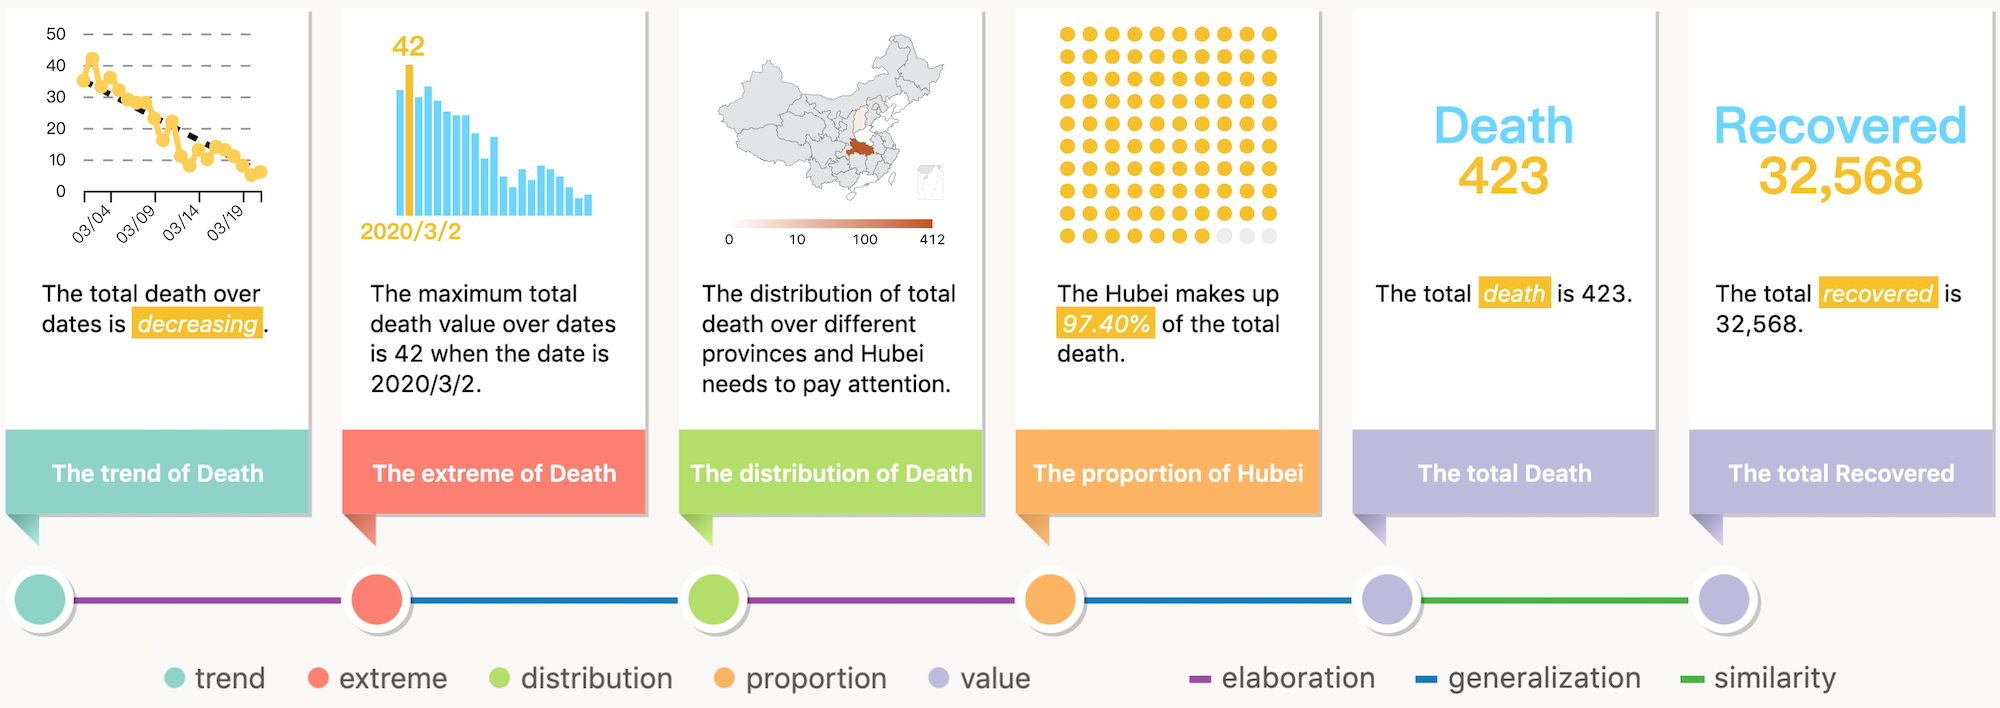 50
40
30
20
10
0
03/04
03/09
03/14
03/19
The total death over
dates is decreasing.
The trend of Death
42
2020/3/2
The maximum total
death value over dates
is 42 when the date is
2020/3/2.
The extreme of Death
0 10 100 412
The distribution of total
death over different
provinces and Hubei
needs to pay attention.
The distribution of Death
The Hubei makes up
97.40% of the total
death.
The proportion of Hubei
Death
423
The total death is 423.
The total Death
Recovered
32,568
The total recovered is
32,568.
The total Recovered
trend extreme distribution proportion value elaboration generalization similarity